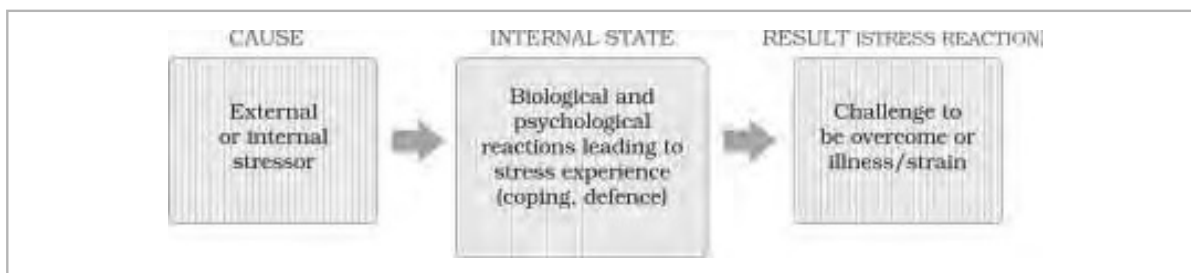 CAUSE
External
or internal
stressor
INTERNAL STATE
Biological and
psychological
reactions leading to
stress experience
(coping, defence)
RESULT (STRESS REACTION)
Challenge to
be overcome or
illness/strain